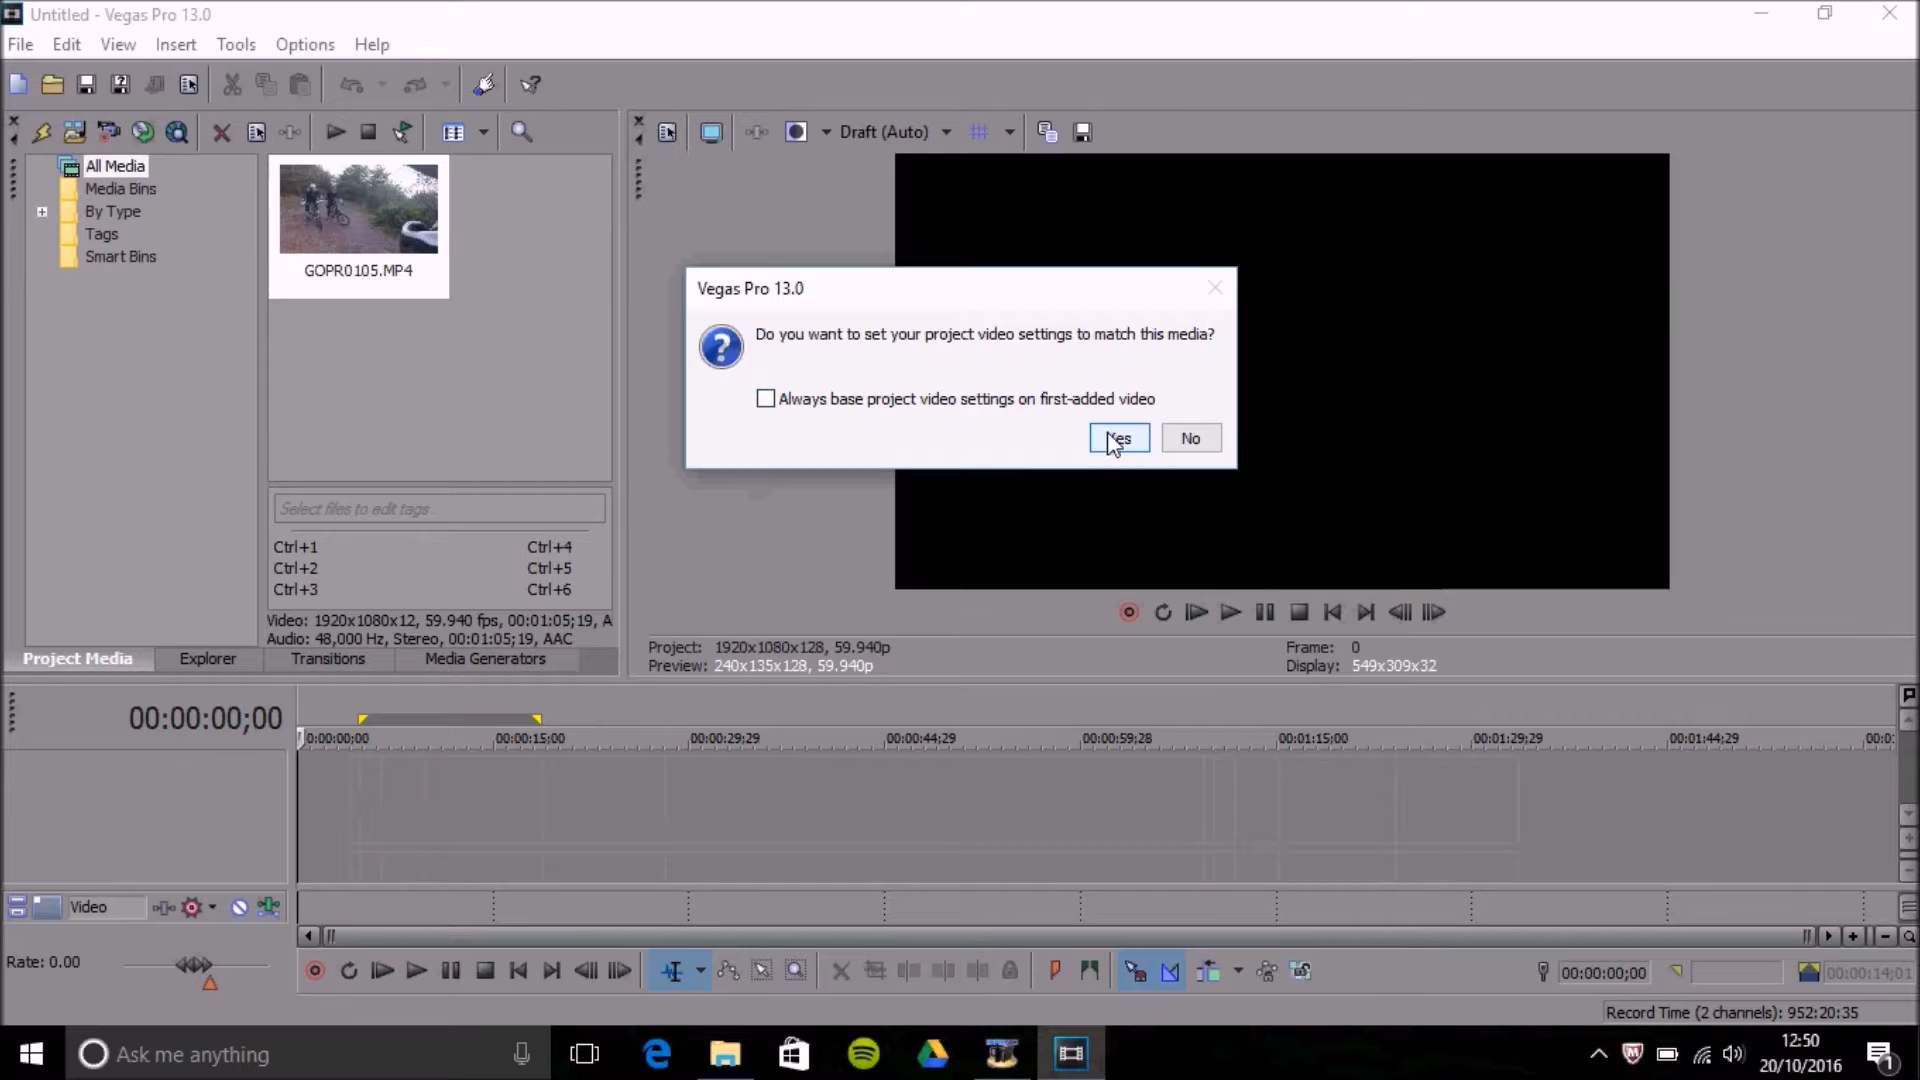 Untitled - Vegas Pro 13.0
File Edit View Insert Tools Options Help
Draft (Auto)
All Media
Media Bins
By Type
Tags
Smart Bins
GOPR0105.MP4
Select files to edit tags
Ctrl+1 Ctrl+4
Ctrl+2 Ctrl+5
Ctrl+3 Ctrl+6
Video: 1920x1080x12, 59.940 fps, 00:01:05;19, A
Audio: 48,000 Hz, Stereo, 00:01:05;19, AAC
Project Media Explorer Transitions Media Generators
Vegas Pro 13.0
Do you want to set your project video settings to match this media?
Always base project video settings on first-added video
Yes No
Project: 1920x1080x128, 59.940p Frame: 0
Preview: 240x135x128, 59.940p Display: 549x309x32
00:00:00;00
0:00:00;00 00:00:15;00 00:00:29;29 00:00:44;29 00:00:59;28 00:01:15;00 00:01:29;29 00:01:44;29 00:0
Video
Rate: 0.00
00:00:00;00 00:00:14;01
Record Time (2 channels): 952:20:35
Ask me anything
12:50
20/10/2016
1